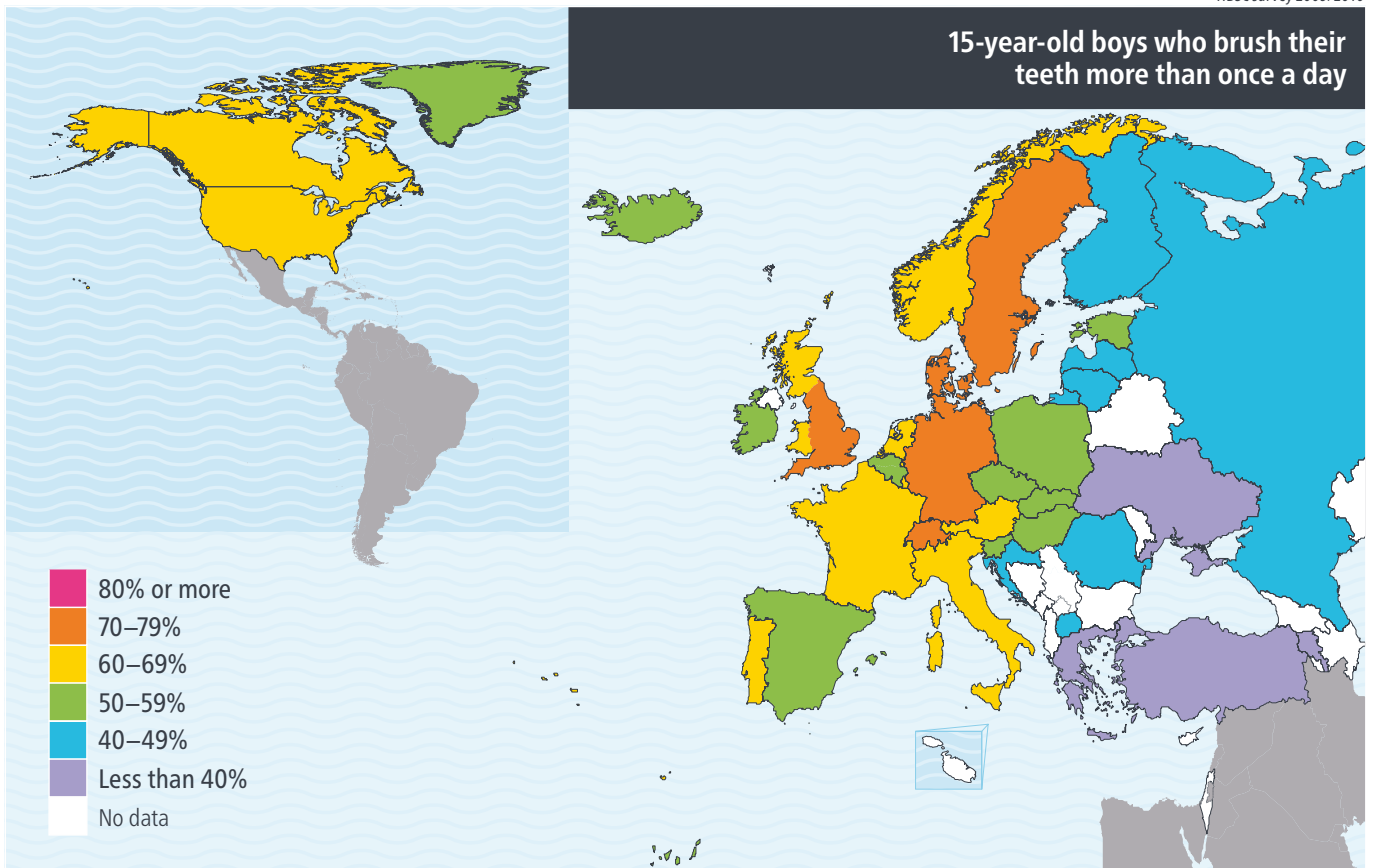 15-year-old boys who brush their
teeth more than once a day
80% or more
70–79%
60–69%
50–59%
40–49%
Less than 40%
No data